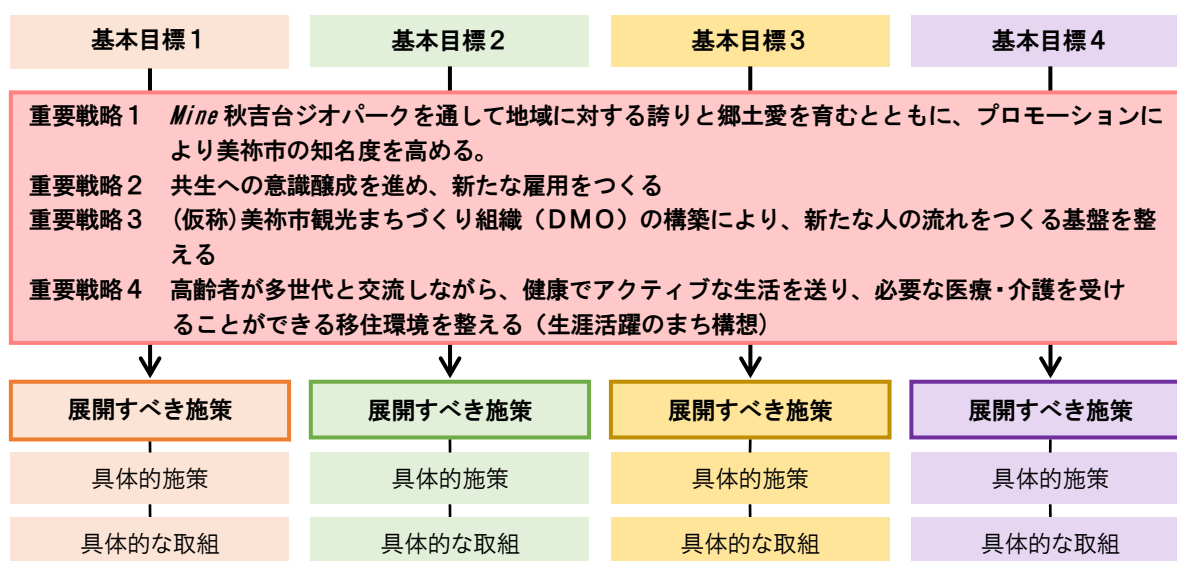 基本目標１ 基本目標２ 基本目標３ 基本目標４
重要戦略１ Mine 秋吉台ジオパークを通して地域に対する誇りと郷土愛を育むとともに、プロモーションに
より美祢市の知名度を高める。
重要戦略２ 共生への意識醸成を進め、新たな雇用をつくる
重要戦略３ (仮称)美祢市観光まちづくり組織（ＤＭＯ）の構築により、新たな人の流れをつくる基盤を整
える
重要戦略４ 高齢者が多世代と交流しながら、健康でアクティブな生活を送り、必要な医療・介護を受け
ることができる移住環境を整える（生涯活躍のまち構想）
展開すべき施策 展開すべき施策 展開すべき施策 展開すべき施策
具体的施策 具体的施策 具体的施策 具体的施策
具体的な取組 具体的な取組 具体的な取組 具体的な取組